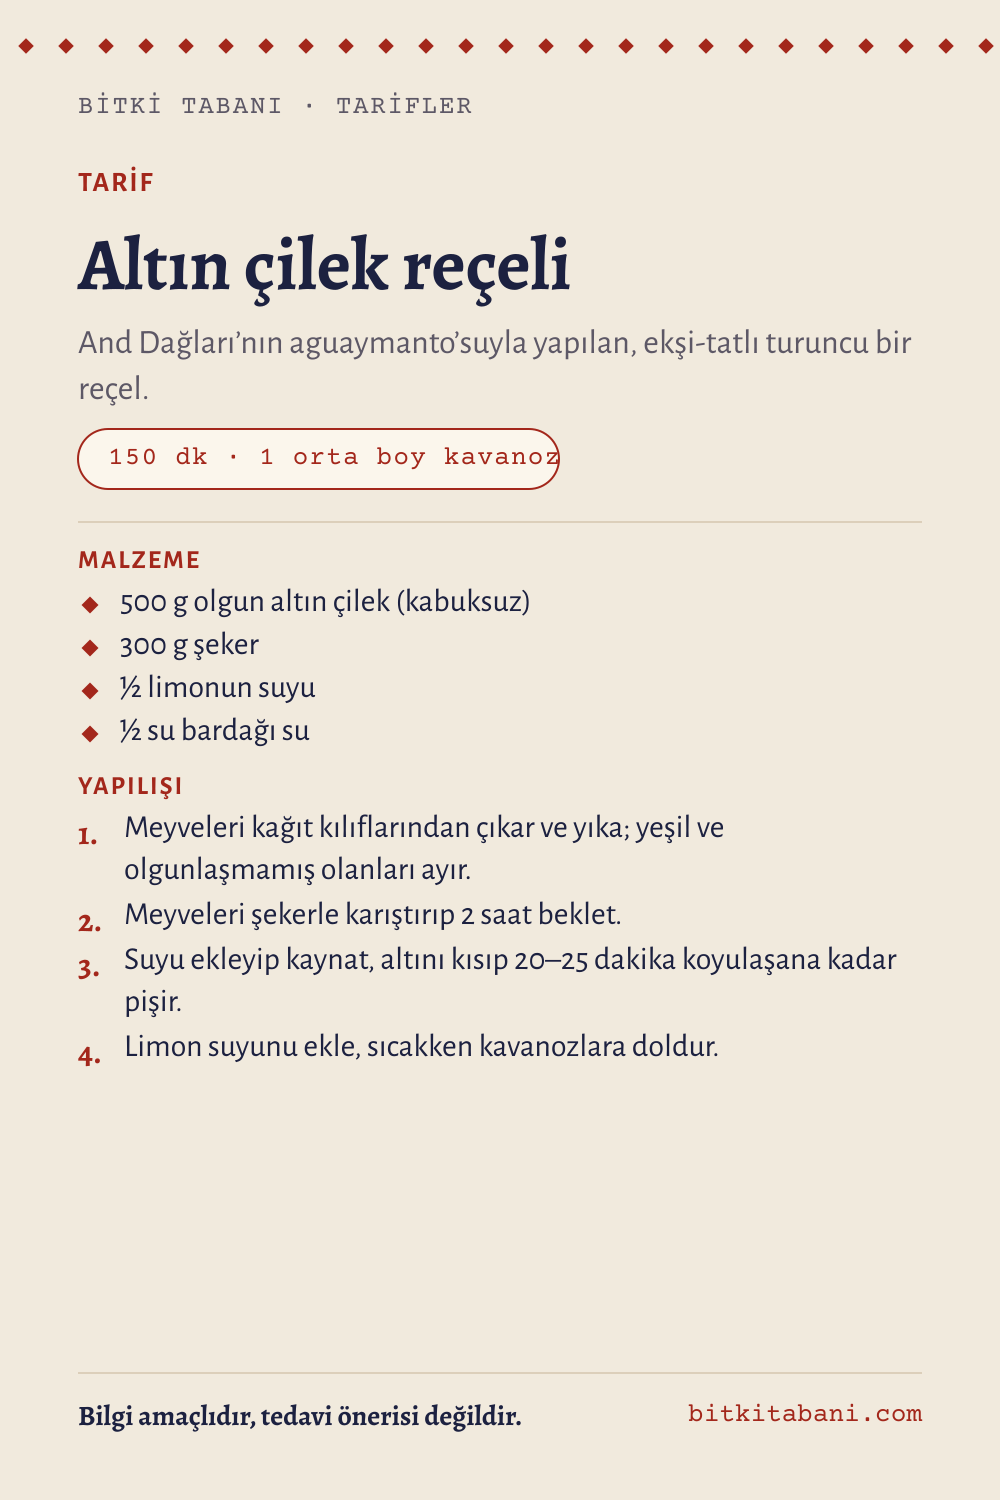 BİTKİ TABANI · TARİFLER
TARİF
Altın çilek reçeli
And Dağları’nın aguaymanto’suyla yapılan, ekşi-tatlı turuncu bir
reçel.
150 dk · 1 orta boy kavanoz
MALZEME
◆ 500 g olgun altın çilek (kabuksuz)
◆ 300 g şeker
◆ ½ limonun suyu
◆ ½ su bardağı su
YAPILIŞI
1. Meyveleri kağıt kılıflarından çıkar ve yıka; yeşil ve
olgunlaşmamış olanları ayır.
2. Meyveleri şekerle karıştırıp 2 saat beklet.
3. Suyu ekleyip kaynat, altını kısıp 20–25 dakika koyulaşana kadar
pişir.
4. Limon suyunu ekle, sıcakken kavanozlara doldur.
Bilgi amaçlıdır, tedavi önerisi değildir.
bitkitabani.com